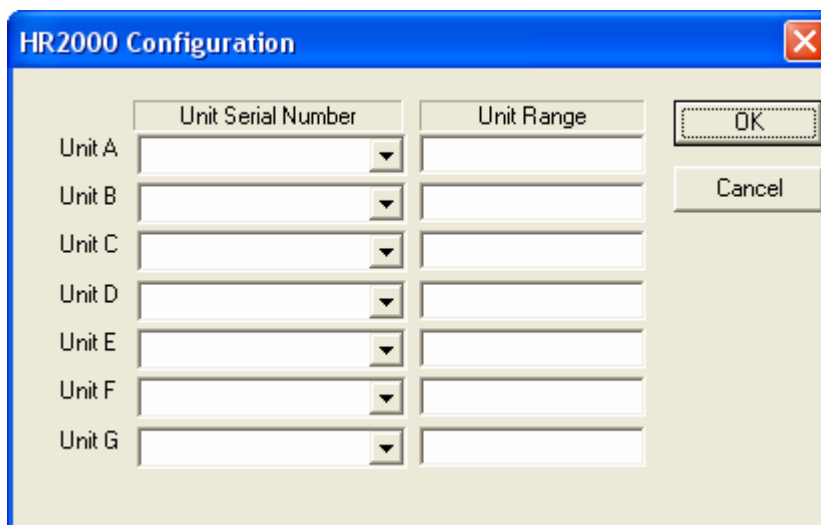 HR2000 Configuration
Unit Serial Number Unit Range
OK
Unit A
Unit B
Cancel
Unit C
Unit D
Unit E
Unit F
Unit G